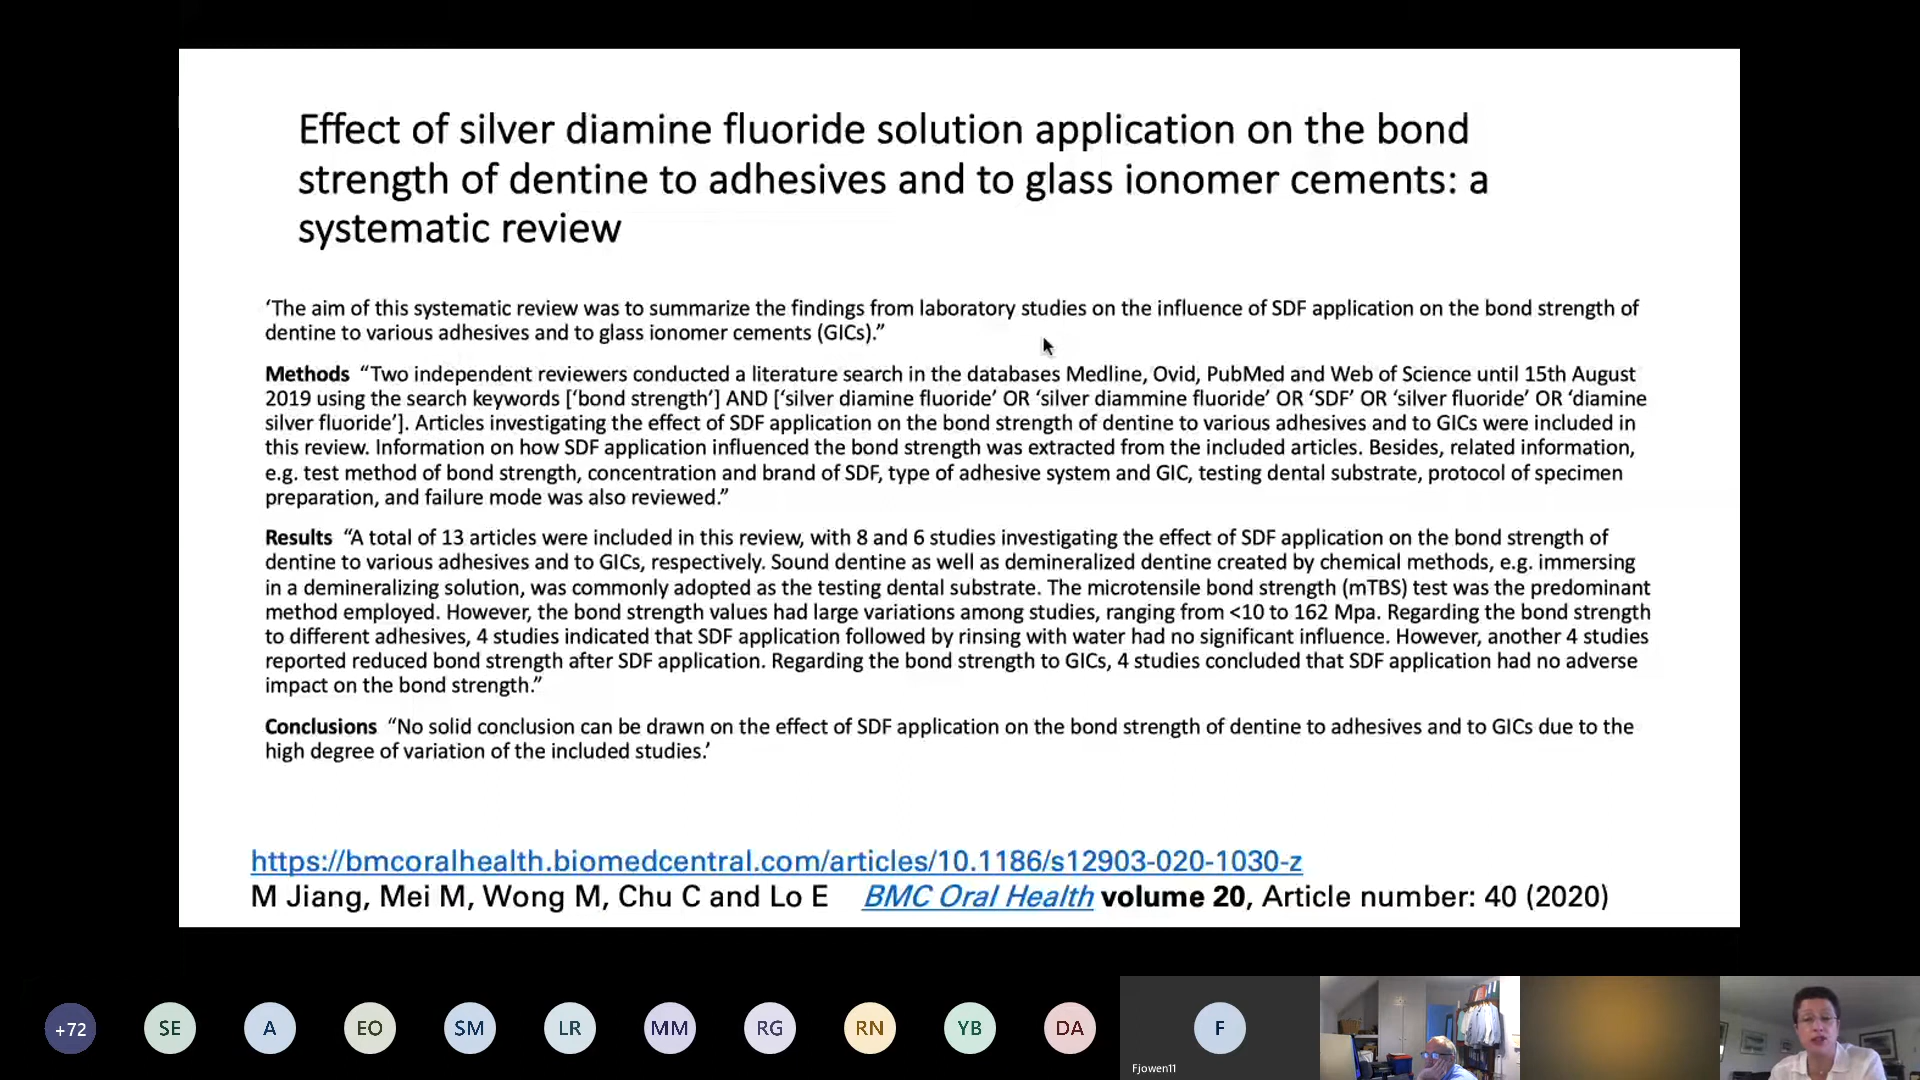 Effect of silver diamine fluoride solution application on the bond
strength of dentine to adhesives and to glass ionomer cements: a
systematic review
‘The aim of this systematic review was to summarize the findings from laboratory studies on the influence of SDF application on the bond strength of
dentine to various adhesives and to glass ionomer cements (GICs).”
Methods “Two independent reviewers conducted a literature search in the databases Medline, Ovid, PubMed and Web of Science until 15th August
2019 using the search keywords [‘bond strength’] AND [‘silver diamine fluoride’ OR ‘silver diammine fluoride’ OR ‘SDF’ OR ‘silver fluoride’ OR ‘diamine
silver fluoride’]. Articles investigating the effect of SDF application on the bond strength of dentine to various adhesives and to GICs were included in
this review. Information on how SDF application influenced the bond strength was extracted from the included articles. Besides, related information,
e.g. test method of bond strength, concentration and brand of SDF, type of adhesive system and GIC, testing dental substrate, protocol of specimen
preparation, and failure mode was also reviewed.”
Results “A total of 13 articles were included in this review, with 8 and 6 studies investigating the effect of SDF application on the bond strength of
dentine to various adhesives and to GICs, respectively. Sound dentine as well as demineralized dentine created by chemical methods, e.g. immersing
in a demineralizing solution, was commonly adopted as the testing dental substrate. The microtensile bond strength (mTBS) test was the predominant
method employed. However, the bond strength values had large variations among studies, ranging from <10 to 162 Mpa. Regarding the bond strength
to different adhesives, 4 studies indicated that SDF application followed by rinsing with water had no significant influence. However, another 4 studies
reported reduced bond strength after SDF application. Regarding the bond strength to GICs, 4 studies concluded that SDF application had no adverse
impact on the bond strength.”
Conclusions “No solid conclusion can be drawn on the effect of SDF application on the bond strength of dentine to adhesives and to GICs due to the
high degree of variation of the included studies.’
https://bmcoralhealth.biomedcentral.com/articles/10.1186/s12903-020-1030-z
M Jiang, Mei M, Wong M, Chu C and Lo E BMC Oral Health volume 20, Article number: 40 (2020)
+72 SE A EO SM LR MM RG RN YB DA F
Fjowen11